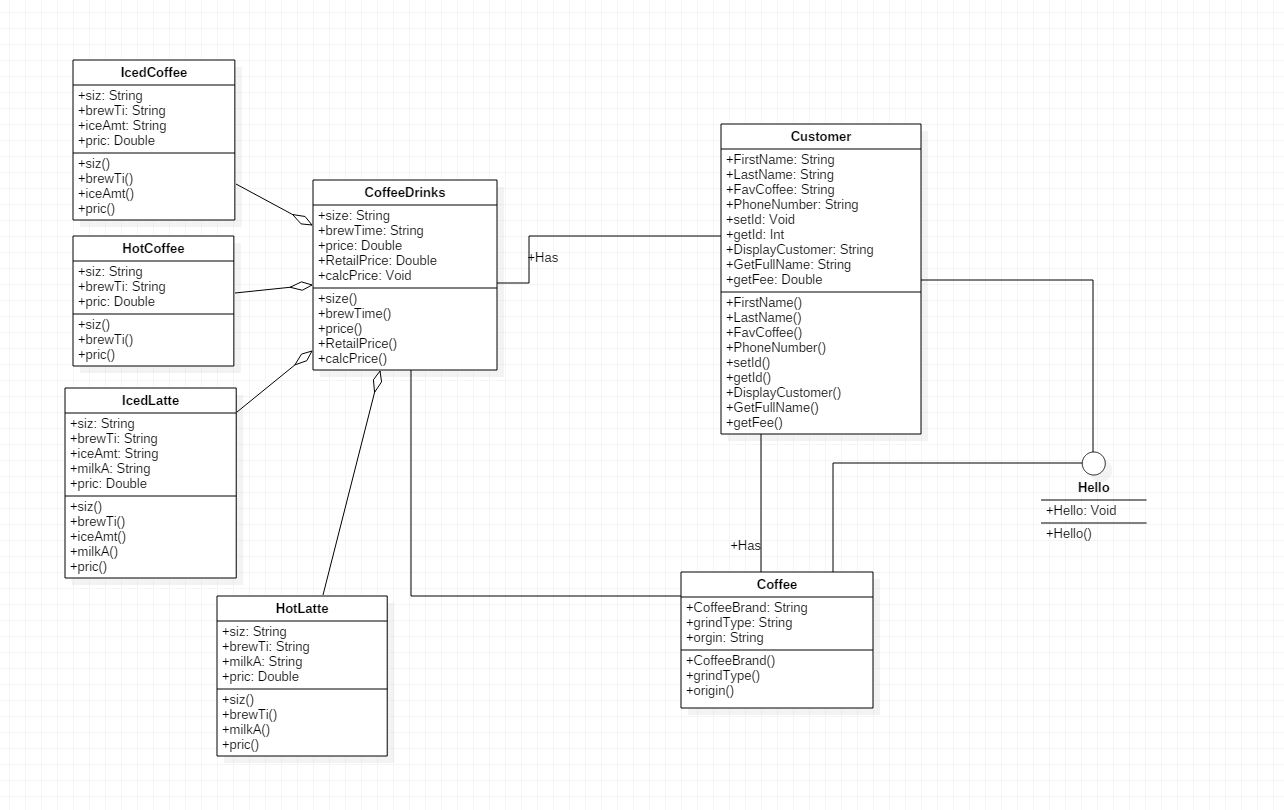 IcedCoffee
+siz: String
+brewTi: String
+iceAmt: String
+pric: Double
+siz()
+brewTi()
+iceAmt()
+pric()
HotCoffee
+siz: String
+brewTi: String
+pric: Double
+siz()
+brewTi()
+pric()
IcedLatte
+siz: String
+brewTi: String
+iceAmt: String
+milkA: String
+pric: Double
+siz()
+brewTi()
+iceAmt()
+milkA()
+pric()
HotLatte
+siz: String
+brewTi: String
+milkA: String
+pric: Double
+siz()
+brewTi()
+milkA()
+pric()
CoffeeDrinks
+size: String
+brewTime: String
+price: Double
+RetailPrice: Double
+calcPrice: Void
+size()
+brewTime()
+price()
+RetailPrice()
+calcPrice()
+Has
Customer
+FirstName: String
+LastName: String
+FavCoffee: String
+PhoneNumber: String
+setId: Void
+getId: Int
+DisplayCustomer: String
+GetFullName: String
+getFee: Double
+FirstName()
+LastName()
+FavCoffee()
+PhoneNumber()
+setId()
+getId()
+DisplayCustomer()
+GetFullName()
+getFee()
+Has
Coffee
+CoffeeBrand: String
+grindType: String
+orgin: String
+CoffeeBrand()
+grindType()
+origin()
Hello
+Hello: Void
+Hello()